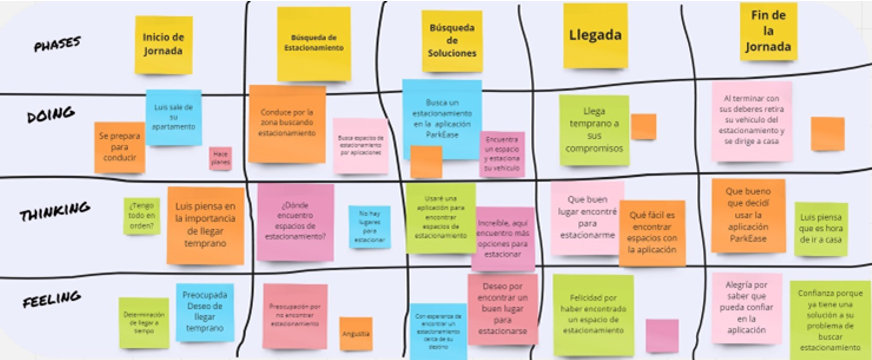 PHASES
Inicio de
Jornada
Búsqueda de
Estacionamiento
Búsqueda
de
Soluciones
Llegada
Fin de
la
Jornada
DOING
Se prepara
para
conducir
Luis sale de
su
apartamento
Hace
planes
Conduce por la
zona buscando
estacionamiento
Busca espacios de
estacionamiento
por aplicaciones
Busca un
estacionamiento
en la aplicación
ParkEase
Encuentra
un espacio
y estaciona
su vehículo
Llega
temprano a
sus
compromisos
Al terminar con
sus deberes retira
su vehiculo del
estacionamiento y
se dirige a casa
THINKING
¿Tengo
todo en
orden?
Luis piensa en
la importancia
de llegar
temprano
¿Dónde
encuentro
espacios de
estacionamiento?
No hay
lugares
para
estacionar
Usaré una
aplicación para
encontrar
espacios de
estacionamiento
Increíble, aquí
encuentro más
opciones para
estacionar
Que buen
lugar encontré
para
estacionarme
Qué fácil es
encontrar
espacios con
la aplicación
Que bueno
que decidí
usar la
aplicación
ParkEase
Luis piensa
que es hora
de ir a casa
FEELING
Determinación
de llegar a
tiempo
Preocupada
Deseo de
llegar
temprano
Preocupación por
no encontrar
estacionamiento
Angustia
Con esperanza de
encontrar un
estacionamiento
cerca de su
destino
Deseo por
encontrar un
buen lugar
para
estacionarse
Felicidad por
haber encontrado
un espacio de
estacionamiento
Alegría por
saber que
pueda confiar
en la
aplicación
Confianza porque
ya tiene una
solución a su
problema de
buscar
estacionamiento